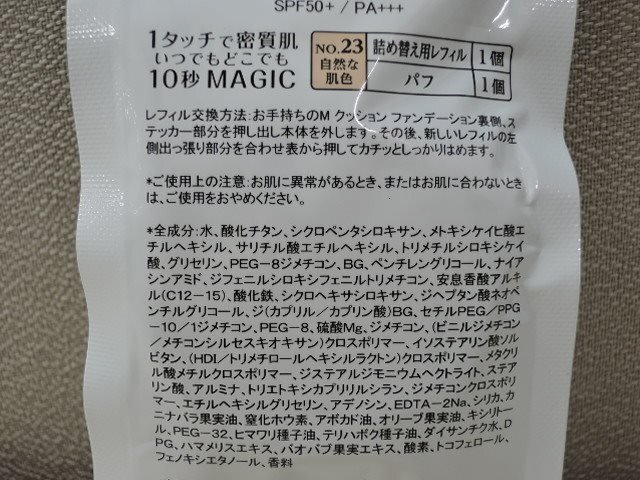 SPF50+ / PA+++
1タッチで密質肌
いつでもどこでも
10秒 MAGIC
NO.23
自然な
肌色
詰め替え用レフィル 1個
パフ 1個
レフィル交換方法:お手持ちのM クッション ファンデーション裏側、ス
テッカー部分を押し出し本体を外します。その後、新しいレフィルの左
側出っ張り部分を合わせ表から押してカチッとしっかりはめます。
*ご使用上の注意:お肌に異常があるとき、またはお肌に合わないとき
は、ご使用をおやめください。
*全成分:水、酸化チタン、シクロペンタシロキサン、メトキシケイヒ酸エ
チルヘキシル、サリチル酸エチルヘキシル、トリメチルシロキシケイ
酸、グリセリン、PEG-8ジメチコン、BG、ペンチレングリコール、ナイア
シンアミド、ジフェニルシロキシフェニルトリメチコン、安息香酸アルキ
ル(C12-15)、酸化鉄、シクロヘキサシロキサン、ジヘプタン酸ネオペ
ンチルグリコール、ジ(カプリル/カプリン酸)BG、セチルPEG/PPG
-10/1ジメチコン、PEG-8、硫酸Mg、ジメチコン、(ビニルジメチコン
/メチコンシルセスキオキサン)クロスポリマー、イソステアリン酸ソル
ビタン、(HDI/トリメチロールヘキシルラクトン)クロスポリマー、メタクリ
ル酸メチルクロスポリマー、ジステアルジモニウムヘクトライト、ステア
リン酸、アルミナ、トリエトキシカプリリルシラン、ジメチコンクロスポリ
マー、エチルヘキシルグリセリン、アデノシン、EDTA-2Na、シリカ、カ
ニナバラ果実油、窒化ホウ素、アボカド油、オリーブ果実油、キシリトー
ル、PEG-32、ヒマワリ種子油、テリハボク種子油、ダイサンチク水、D
PG、ハマメリスエキス、バオバブ果実エキス、酸素、トコフェロール、
フェノキシエタノール、香料